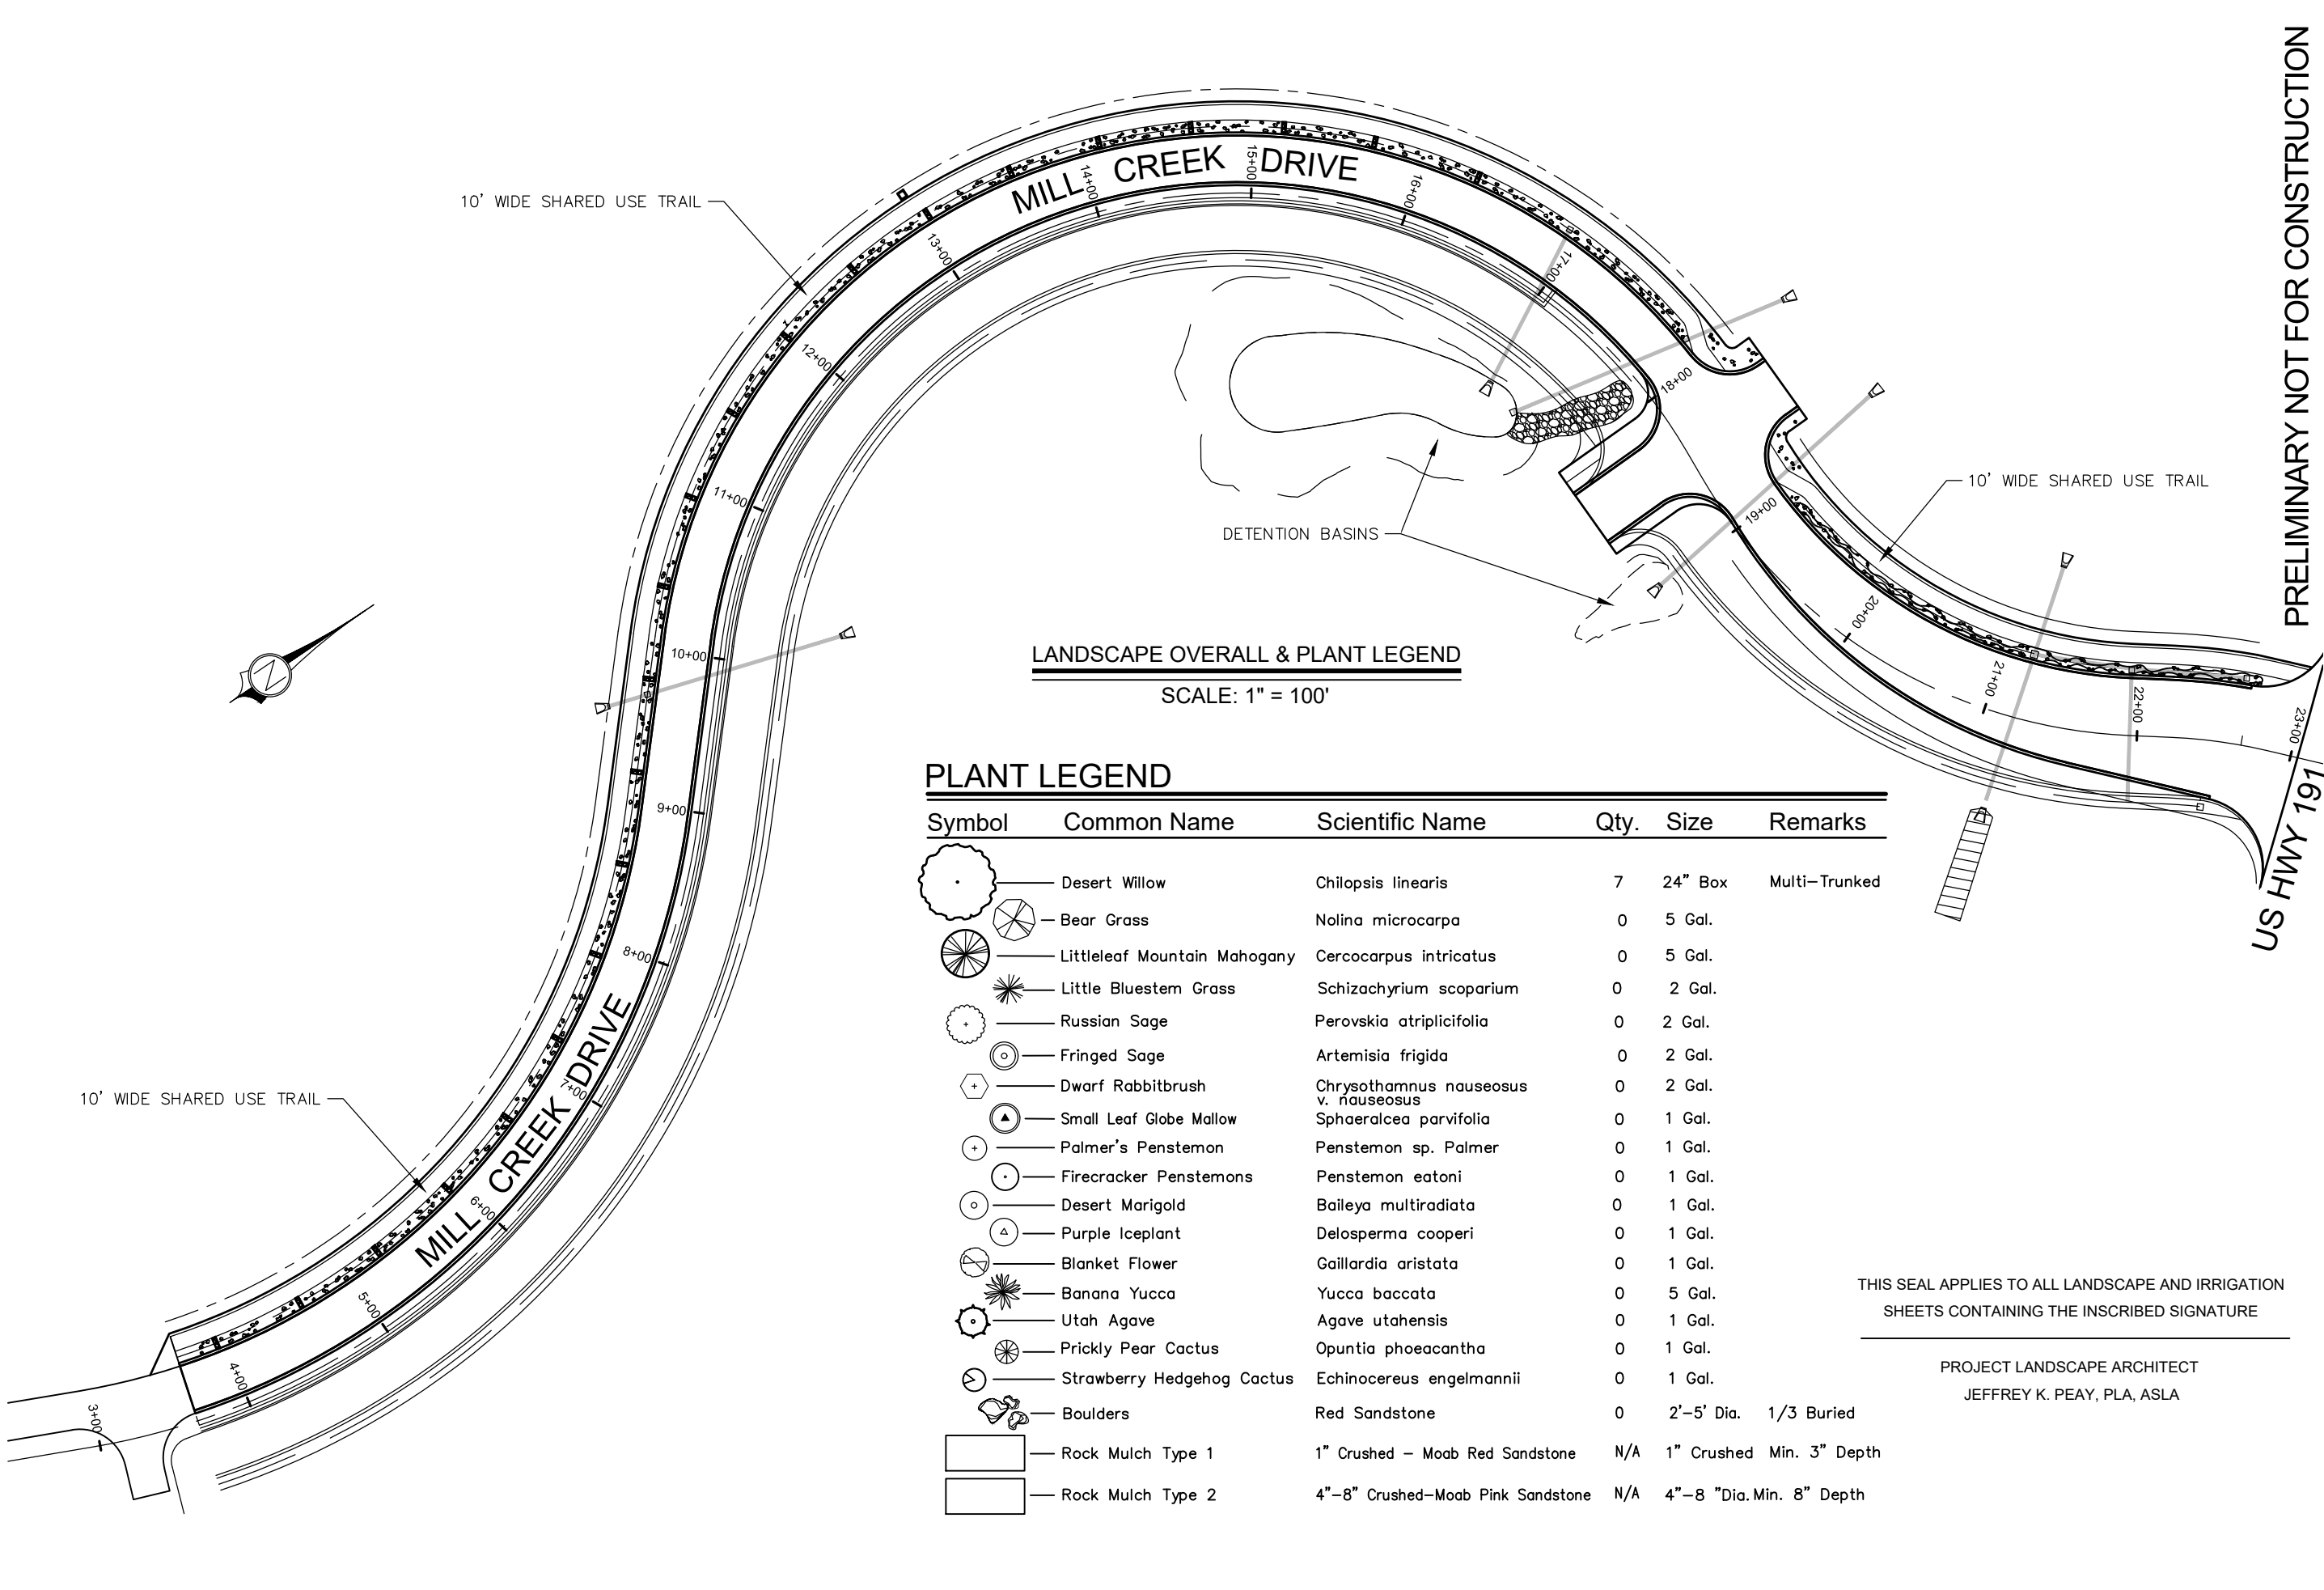 PRELIMINARY NOT FOR CONSTRUCTION
10' WIDE SHARED USE TRAIL
MILL CREEK DRIVE
10' WIDE SHARED USE TRAIL
DETENTION BASINS
10' WIDE SHARED USE TRAIL
MILL CREEK DRIVE
3+00
4+00
5+00
6+00
7+00
8+00
9+00
10+00
11+00
12+00
13+00
14+00
15+00
16+00
17+00
18+00
19+00
20+00
21+00
22+00
23+00
US HWY 191
N
LANDSCAPE OVERALL & PLANT LEGEND
SCALE: 1" = 100'
PLANT LEGEND
Symbol Common Name Scientific Name Qty. Size Remarks
Desert Willow Chilopsis linearis 7 24" Box Multi-Trunked
Bear Grass Nolina microcarpa 0 5 Gal.
Littleleaf Mountain Mahogany Cercocarpus intricatus 0 5 Gal.
Little Bluestem Grass Schizachyrium scoparium 0 2 Gal.
Russian Sage Perovskia atriplicifolia 0 2 Gal.
Fringed Sage Artemisia frigida 0 2 Gal.
Dwarf Rabbitbrush Chrysothamnus nauseosus 0 2 Gal.
v. nauseosus
Small Leaf Globe Mallow Sphaeralcea parvifolia 0 1 Gal.
Palmer's Penstemon Penstemon sp. Palmer 0 1 Gal.
Firecracker Penstemons Penstemon eatoni 0 1 Gal.
Desert Marigold Baileya multiradiata 0 1 Gal.
Purple Iceplant Delosperma cooperi 0 1 Gal.
Blanket Flower Gaillardia aristata 0 1 Gal.
Banana Yucca Yucca baccata 0 5 Gal.
Utah Agave Agave utahensis 0 1 Gal.
Prickly Pear Cactus Opuntia phoeacantha 0 1 Gal.
Strawberry Hedgehog Cactus Echinocereus engelmannii 0 1 Gal.
Boulders Red Sandstone 0 2'-5' Dia. 1/3 Buried
Rock Mulch Type 1 1" Crushed - Moab Red Sandstone N/A 1" Crushed Min. 3" Depth
Rock Mulch Type 2 4"-8" Crushed-Moab Pink Sandstone N/A 4"-8 "Dia. Min. 8" Depth
THIS SEAL APPLIES TO ALL LANDSCAPE AND IRRIGATION
SHEETS CONTAINING THE INSCRIBED SIGNATURE
PROJECT LANDSCAPE ARCHITECT
JEFFREY K. PEAY, PLA, ASLA